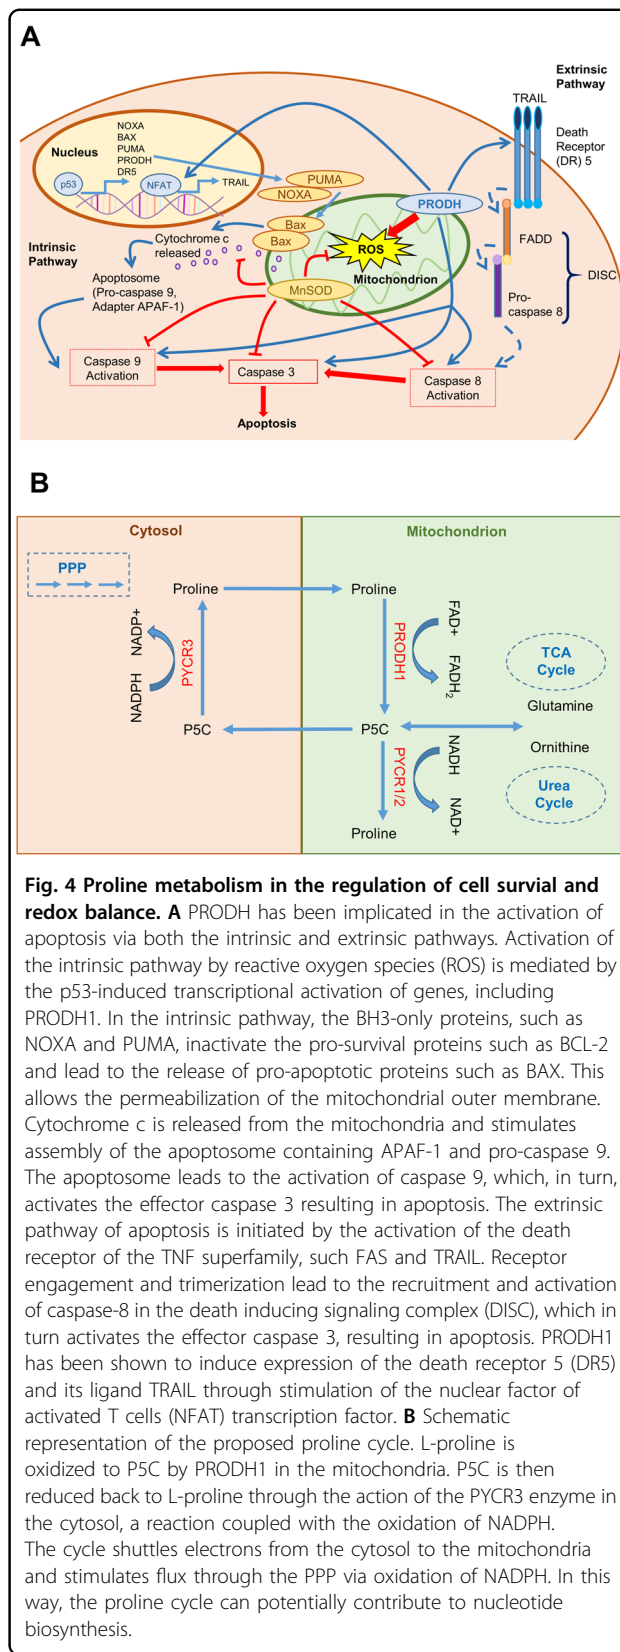 A
Extrinsic
Pathway
TRAIL
Death
Receptor
(DR) 5
NOXA
BAX
PUMA
PRODH
DR5
Nucleus
p53
NFAT
TRAIL
PUMA
NOXA
PRODH
Bax
Bax
ROS
Mitochondrion
MnSOD
FADD
DISC
Pro-
caspase 8
Intrinsic
Pathway
Cytochrome c
released
Apoptosome
(Pro-caspase 9,
Adapter APAF-1)
Caspase 9
Activation
Caspase 3
Caspase 8
Activation
Apoptosis
B
Cytosol
Mitochondrion
PPP
Proline
Proline
NADP+
NADPH
PYCR3
PRODH1
FAD+
FADH2
TCA
Cycle
Glutamine
P5C
P5C
Ornithine
PYCR1/2
NADH
NAD+
Urea
Cycle
Proline
Fig. 4 Proline metabolism in the regulation of cell survial and
redox balance. A PRODH has been implicated in the activation of
apoptosis via both the intrinsic and extrinsic pathways. Activation of
the intrinsic pathway by reactive oxygen species (ROS) is mediated by
the p53-induced transcriptional activation of genes, including
PRODH1. In the intrinsic pathway, the BH3-only proteins, such as
NOXA and PUMA, inactivate the pro-survival proteins such as BCL-2
and lead to the release of pro-apoptotic proteins such as BAX. This
allows the permeabilization of the mitochondrial outer membrane.
Cytochrome c is released from the mitochondria and stimulates
assembly of the apoptosome containing APAF-1 and pro-caspase 9.
The apoptosome leads to the activation of caspase 9, which, in turn,
activates the effector caspase 3 resulting in apoptosis. The extrinsic
pathway of apoptosis is initiated by the activation of the death
receptor of the TNF superfamily, such FAS and TRAIL. Receptor
engagement and trimerization lead to the recruitment and activation
of caspase-8 in the death inducing signaling complex (DISC), which in
turn activates the effector caspase 3, resulting in apoptosis. PRODH1
has been shown to induce expression of the death receptor 5 (DR5)
and its ligand TRAIL through stimulation of the nuclear factor of
activated T cells (NFAT) transcription factor. B Schematic
representation of the proposed proline cycle. L-proline is
oxidized to P5C by PRODH1 in the mitochondria. P5C is then
reduced back to L-proline through the action of the PYCR3 enzyme in
the cytosol, a reaction coupled with the oxidation of NADPH.
The cycle shuttles electrons from the cytosol to the mitochondria
and stimulates flux through the PPP via oxidation of NADPH. In this
way, the proline cycle can potentially contribute to nucleotide
biosynthesis.